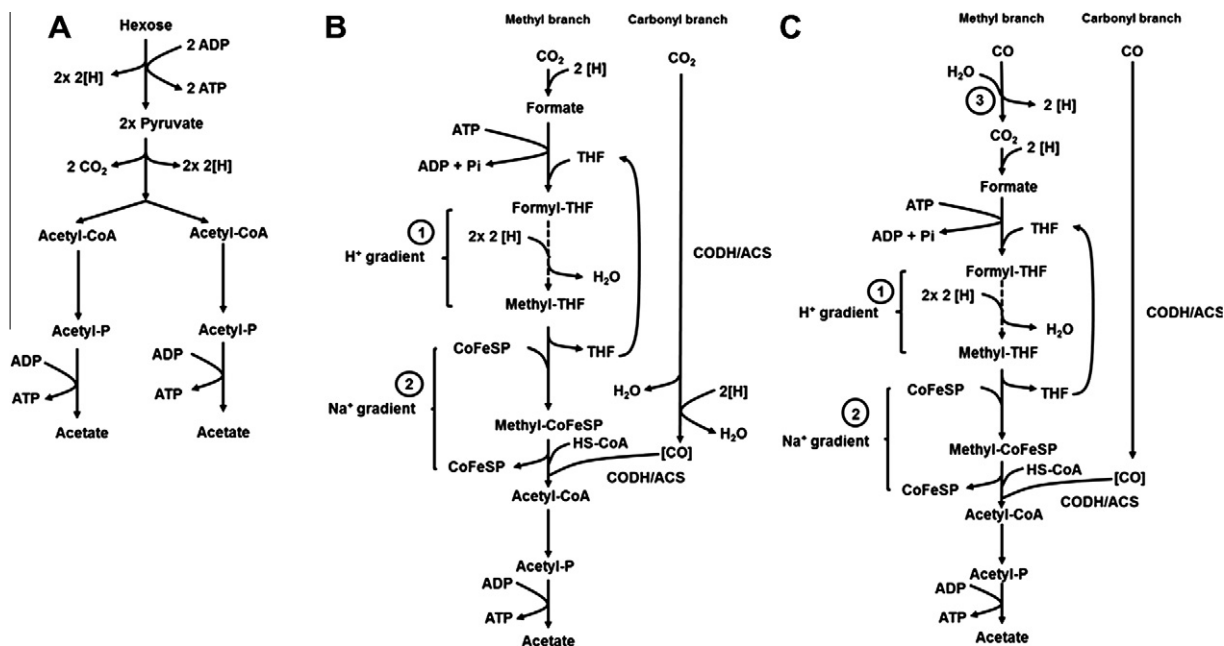 A
Hexose
2 ADP
2x 2[H]
2 ATP
2x Pyruvate
2 CO2
2x 2[H]
Acetyl-CoA
Acetyl-CoA
Acetyl-P
Acetyl-P
ADP
ADP
ATP
ATP
Acetate
Acetate
B
Methyl branch
Carbonyl branch
CO2
CO2
2 [H]
Formate
ATP
THF
ADP + Pi
Formyl-THF
1
2x 2 [H]
H+ gradient
CODH/ACS
H2O
Methyl-THF
CoFeSP
THF
2
H2O
2[H]
Na+ gradient
H2O
Methyl-CoFeSP
HS-CoA
[CO]
CoFeSP
CODH/ACS
Acetyl-CoA
Acetyl-P
ADP
ATP
Acetate
C
Methyl branch
Carbonyl branch
CO
CO
H2O
3
2 [H]
CO2
2 [H]
Formate
ATP
THF
ADP + Pi
Formyl-THF
1
2x 2 [H]
H+ gradient
CODH/ACS
H2O
Methyl-THF
CoFeSP
THF
2
Na+ gradient
Methyl-CoFeSP
HS-CoA
[CO]
CoFeSP
CODH/ACS
Acetyl-CoA
Acetyl-P
ADP
ATP
Acetate